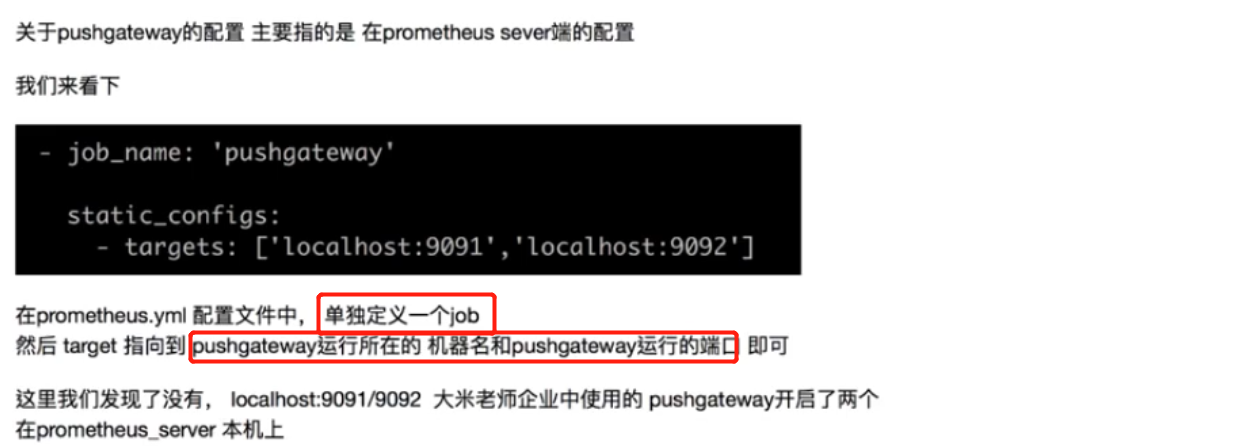 关于pushgateway的配置 主要指的是 在prometheus sever端的配置
我们来看下
- job_name: 'pushgateway'
static_configs:
- targets: ['localhost:9091','localhost:9092']
在prometheus.yml 配置文件中， 单独定义一个job
然后 target 指向到 pushgateway运行所在的 机器名和pushgateway运行的端口 即可
这里我们发现了没有， localhost:9091/9092 大米老师企业中使用的 pushgateway开启了两个
在prometheus_server 本机上